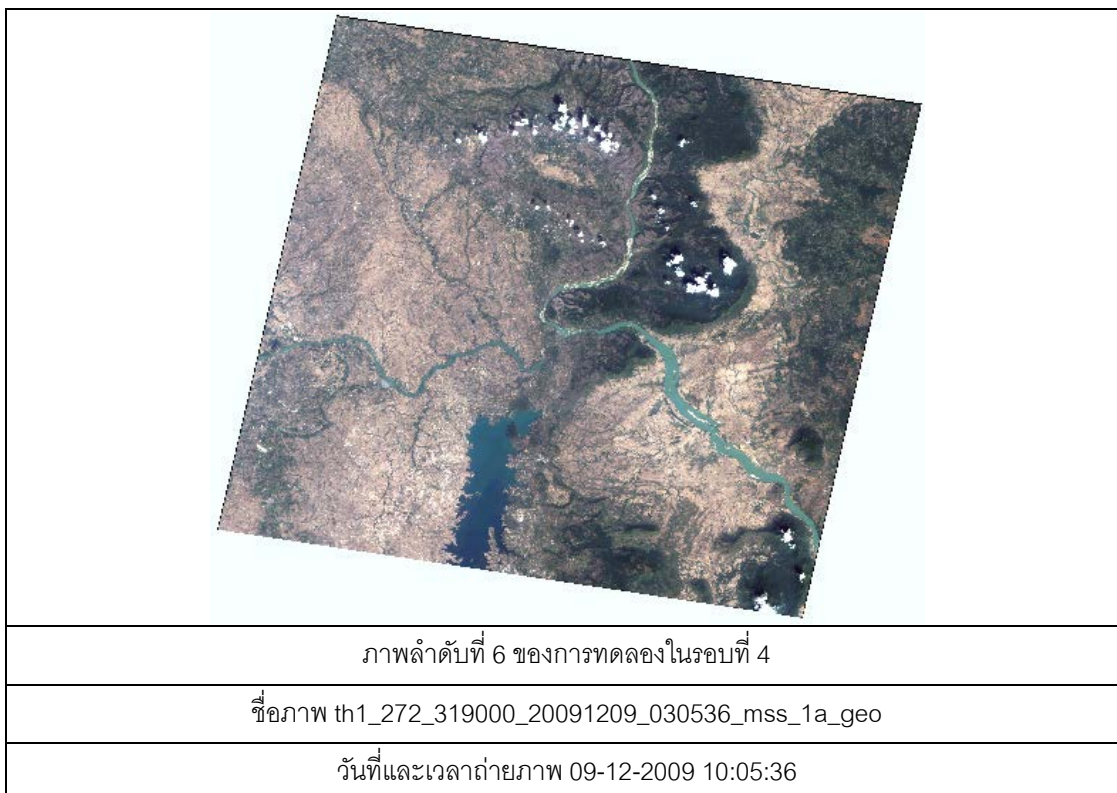 ภาพลำดับที่ 6 ของการทดลองในรอบที่ 4
ชื่อภาพ th1_272_319000_20091209_030536_mss_1a_geo
วันที่และเวลาถ่ายภาพ 09-12-2009 10:05:36